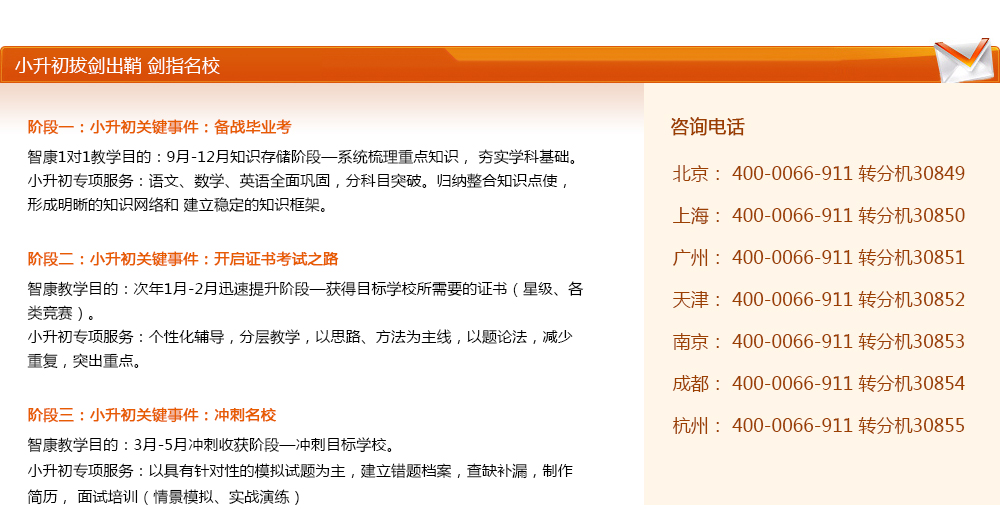 小升初拔剑出鞘 剑指名校
阶段一：小升初关键事件：备战毕业考
智康1对1教学目的：9月-12月知识存储阶段—系统梳理重点知识， 夯实学科基础。
小升初专项服务：语文、数学、英语全面巩固，分科目突破。归纳整合知识点使，
形成明晰的知识网络和 建立稳定的知识框架。
阶段二：小升初关键事件：开启证书考试之路
智康教学目的：次年1月-2月迅速提升阶段—获得目标学校所需要的证书（星级、各
类竞赛）。
小升初专项服务：个性化辅导，分层教学，以思路、方法为主线，以题论法，减少
重复，突出重点。
阶段三：小升初关键事件：冲刺名校
智康教学目的：3月-5月冲刺收获阶段—冲刺目标学校。
小升初专项服务：以具有针对性的模拟试题为主，建立错题档案，查缺补漏，制作
简历， 面试培训（情景模拟、实战演练）
咨询电话
北京： 400-0066-911 转分机30849
上海： 400-0066-911 转分机30850
广州： 400-0066-911 转分机30851
天津： 400-0066-911 转分机30852
南京： 400-0066-911 转分机30853
成都： 400-0066-911 转分机30854
杭州： 400-0066-911 转分机30855